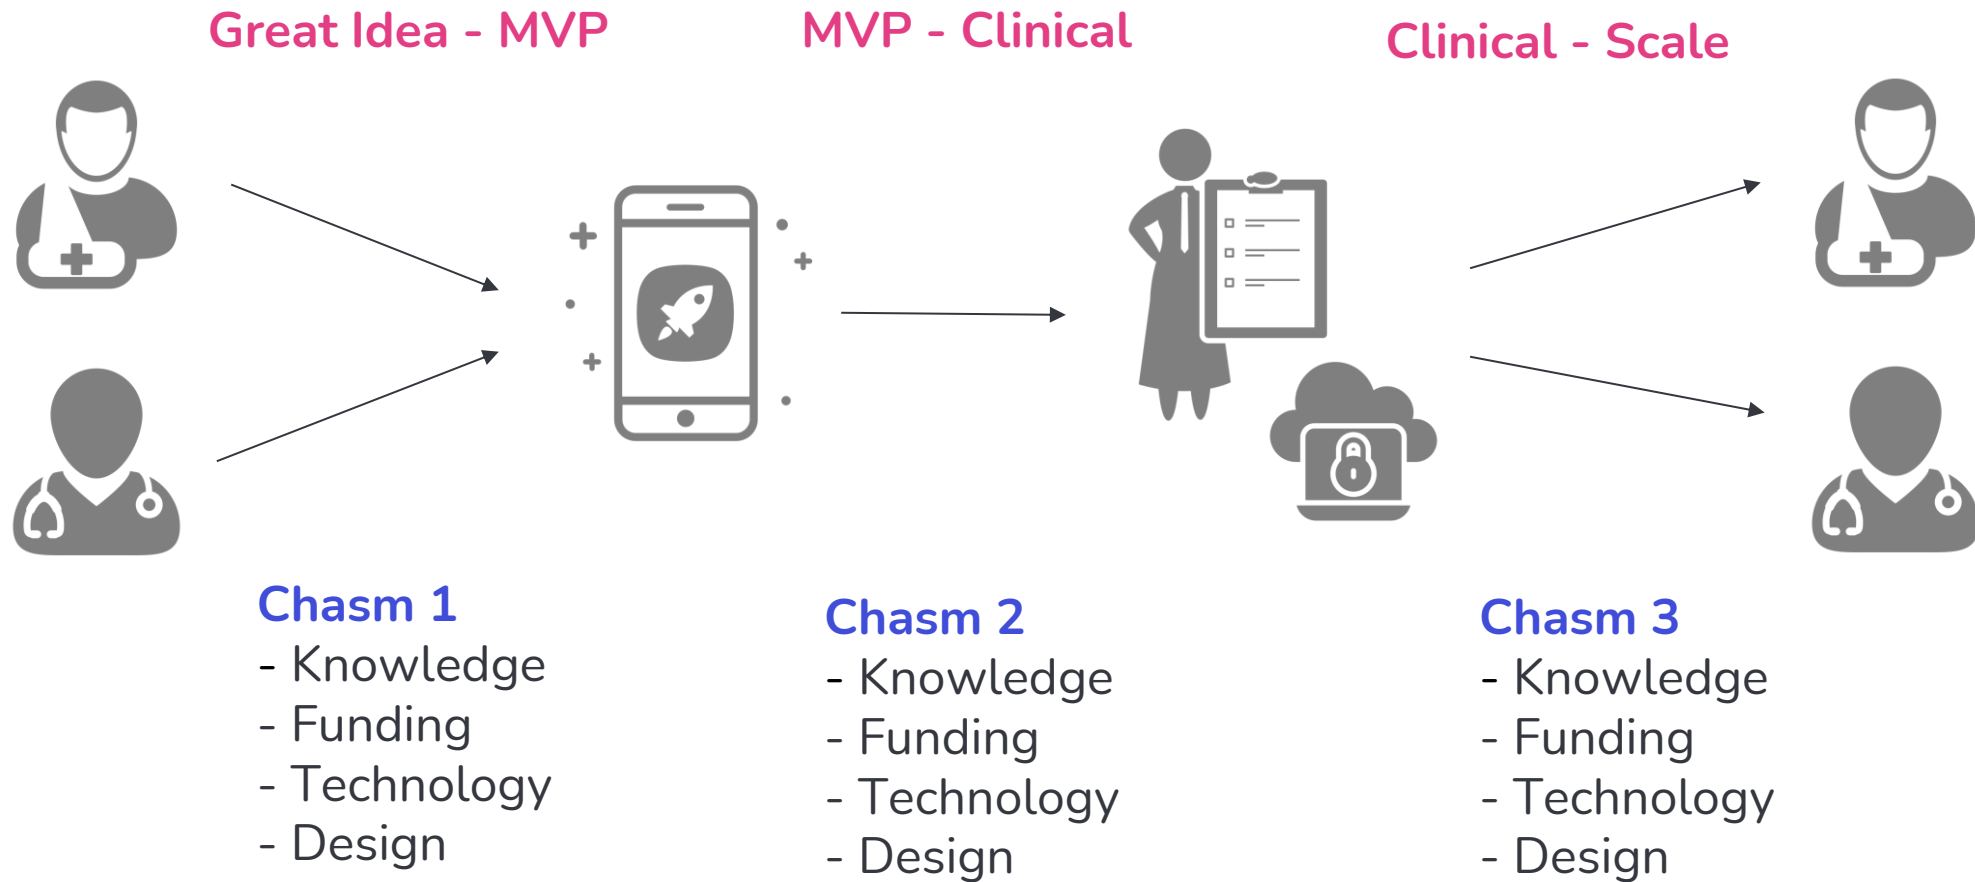 Great Idea - MVP
MVP - Clinical
Clinical - Scale
Chasm 1
- Knowledge
- Funding
- Technology
- Design
Chasm 2
- Knowledge
- Funding
- Technology
- Design
Chasm 3
- Knowledge
- Funding
- Technology
- Design